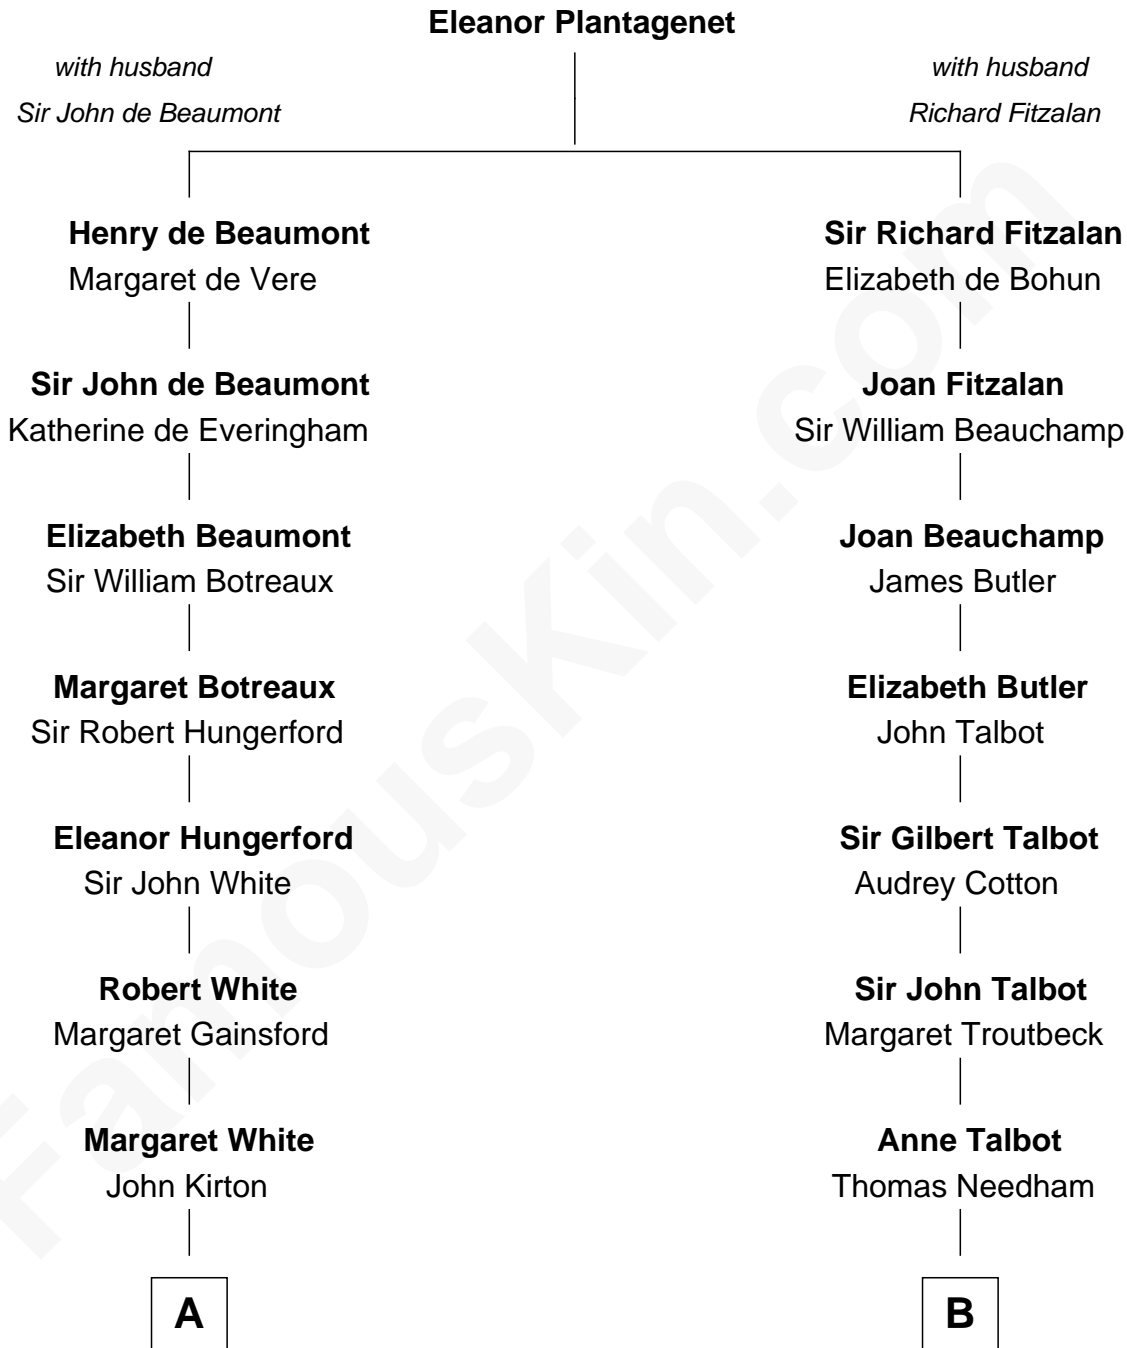 Eleanor Plantagenet
with husband
Sir John de Beaumont
with husband
Richard Fitzalan
Henry de Beaumont
Margaret de Vere
Sir Richard Fitzalan
Elizabeth de Bohun
Sir John de Beaumont
Katherine de Everingham
Joan Fitzalan
Sir William Beauchamp
Elizabeth Beaumont
Sir William Botreaux
Joan Beauchamp
James Butler
Margaret Botreaux
Sir Robert Hungerford
Elizabeth Butler
John Talbot
Eleanor Hungerford
Sir John White
Sir Gilbert Talbot
Audrey Cotton
Robert White
Margaret Gainsford
Sir John Talbot
Margaret Troutbeck
Margaret White
John Kirton
Anne Talbot
Thomas Needham
A
B
FamousKin.com